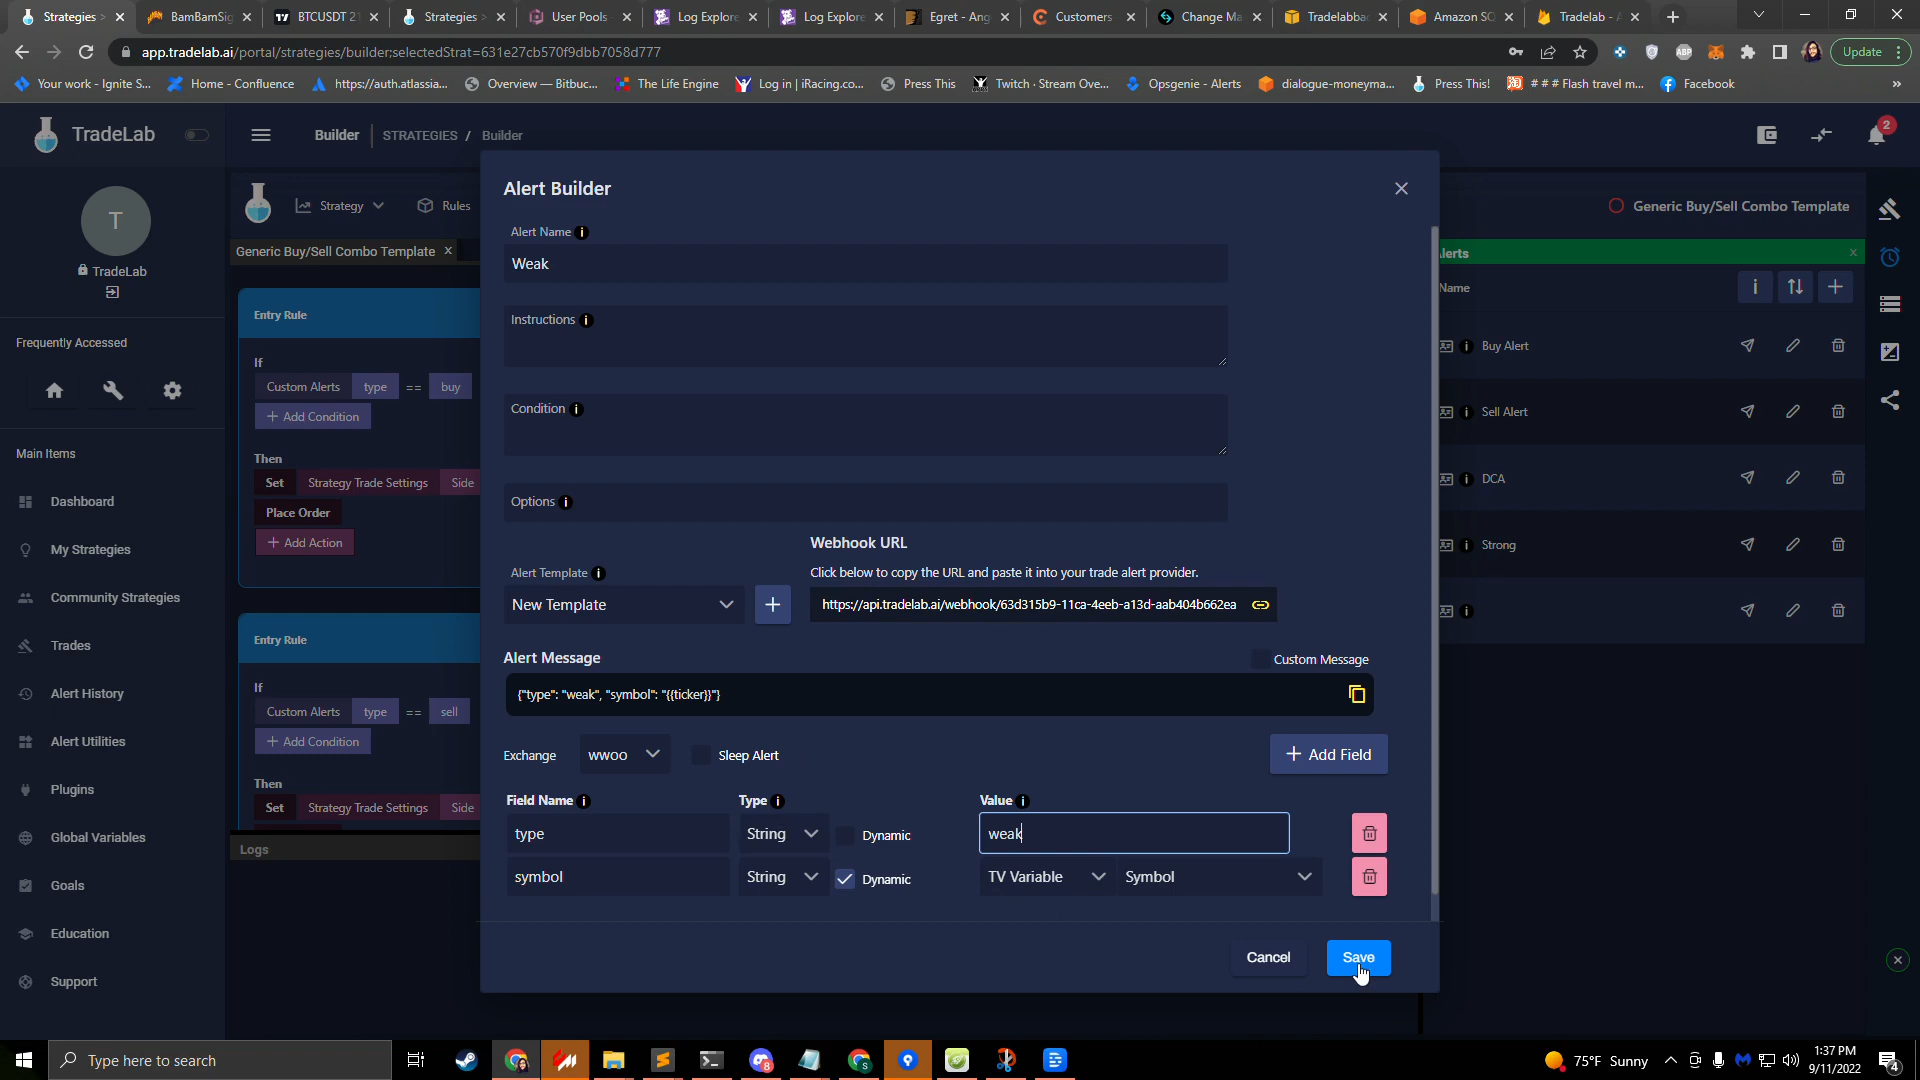 Strategies >
BamBamSig
BTCUSDT 21
Strategies >
User Pools -
Log Explore
Log Explore
Egret - Ang
Customers
Change Ma
Tradelabbac
Amazon SQ
Tradelab - A
app.tradelab.ai/portal/strategies/builder;selectedStrat=631e27cb570f9dbb7058d777
Update
Your work - Ignite S...
Home - Confluence
https://auth.atlassia...
Overview — Bitbuc...
The Life Engine
Log in | iRacing.co...
Press This
Twitch · Stream Ove...
Opsgenie - Alerts
dialogue-moneyma...
Press This!
# # # Flash travel m...
Facebook
»
TradeLab
Builder
STRATEGIES / Builder
2
T
TradeLab
Frequently Accessed
Main Items
Dashboard
My Strategies
Community Strategies
Trades
Alert History
Alert Utilities
Plugins
Global Variables
Goals
Education
Support
Strategy
Rules
Generic Buy/Sell Combo Template
Generic Buy/Sell Combo Template x
Entry Rule
If
Custom Alerts type == buy
+ Add Condition
Then
Set Strategy Trade Settings Side
Place Order
+ Add Action
Entry Rule
If
Custom Alerts type == sell
+ Add Condition
Then
Set Strategy Trade Settings Side
Logs
Alert Builder
Alert Name i
Weak
Instructions i
Condition i
Options i
Webhook URL
Alert Template i
Click below to copy the URL and paste it into your trade alert provider.
New Template
+
https://api.tradelab.ai/webhook/63d315b9-11ca-4eeb-a13d-aab404b662ea
Alert Message
Custom Message
{"type": "weak", "symbol": "{{ticker}}"}
Exchange
wwoo
Sleep Alert
+ Add Field
Field Name i
Type i
Value i
type
String
Dynamic
weak
symbol
String
Dynamic
TV Variable
Symbol
Cancel
Save
lerts
x
Name
i
+
i Buy Alert
i Sell Alert
i DCA
i Strong
i
Type here to search
8
S
75°F Sunny
1:37 PM
9/11/2022
4